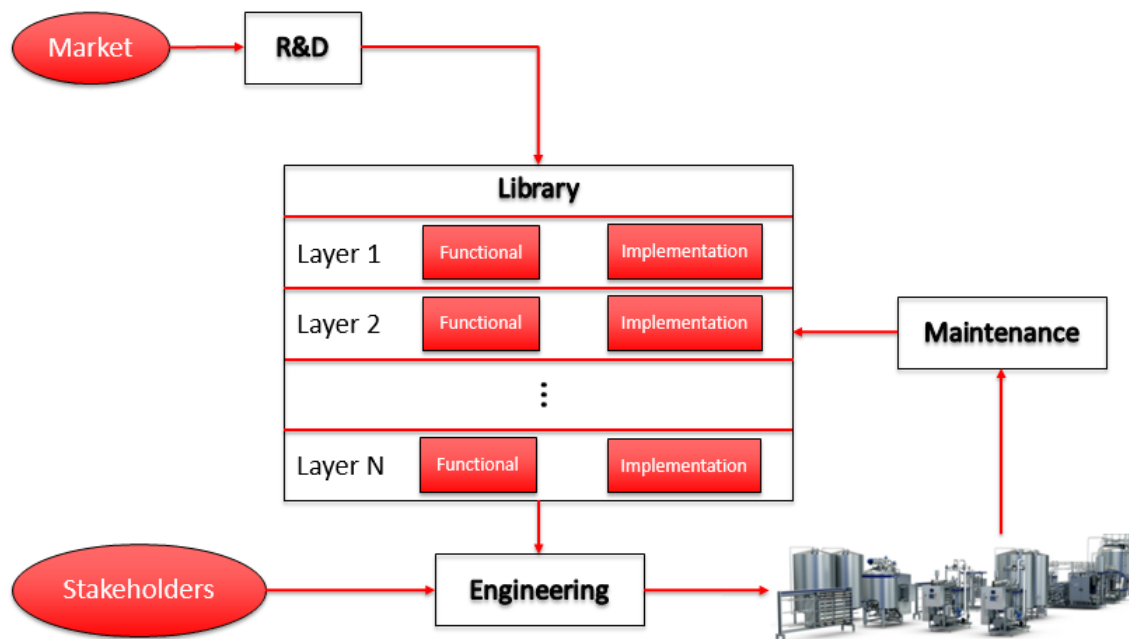 Market
R&D
Library
Layer 1
Functional
Implementation
Layer 2
Functional
Implementation
Maintenance
⋮
Layer N
Functional
Implementation
Stakeholders
Engineering